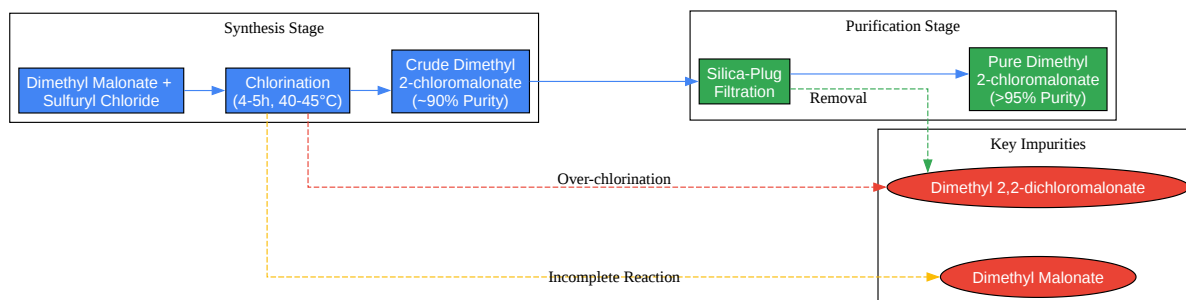 Synthesis Stage
Dimethyl Malonate +
Sulfuryl Chloride
Chlorination
(4-5h, 40-45°C)
Crude Dimethyl
2-chloromalonate
(~90% Purity)
Purification Stage
Silica-Plug
Filtration
Pure Dimethyl
2-chloromalonate
(>95% Purity)
Removal
Key Impurities
Over-chlorination
Dimethyl 2,2-dichloromalonate
Incomplete Reaction
Dimethyl Malonate